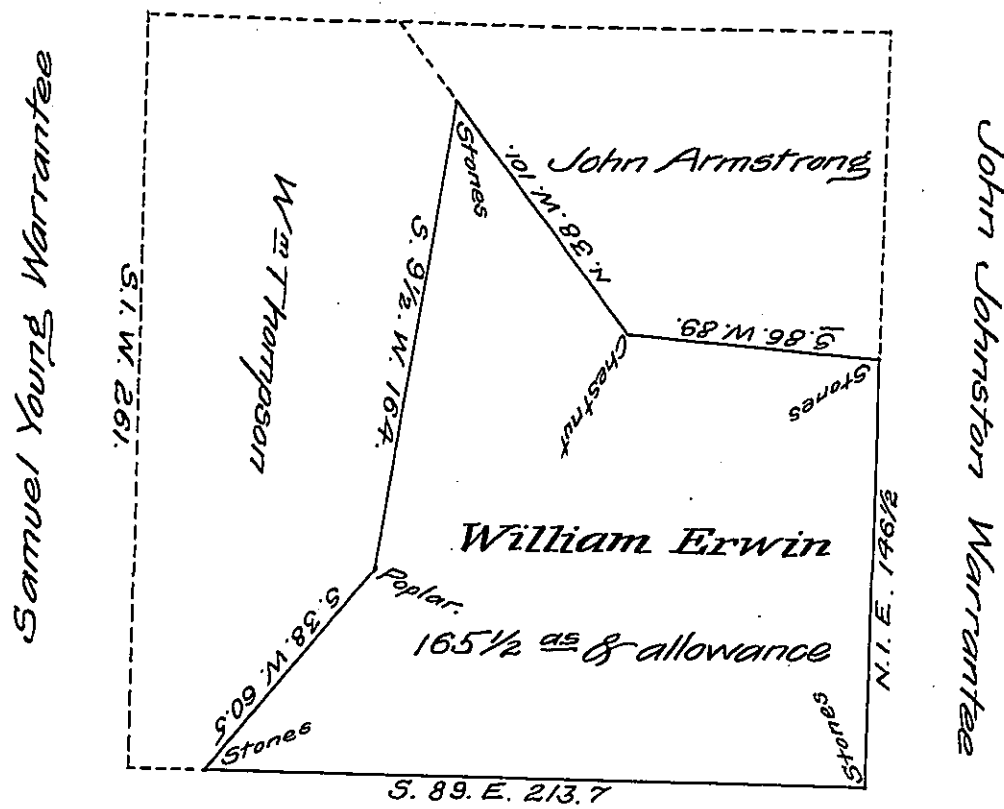 Samuel Young Warrantee
S. 1. W. 261.
Wm Thompson
S. 9½. W. 164.
Stones
N. 38. W. 101.
John Armstrong
S. 86. W. 89.
Chestnut
Stones
John Johnston Warrantee
N. 1. E. 146½
William Erwin
165½ as & allowance
Poplar.
S. 38. W. 60.5
Stones
Stones
S. 89. E. 213.7